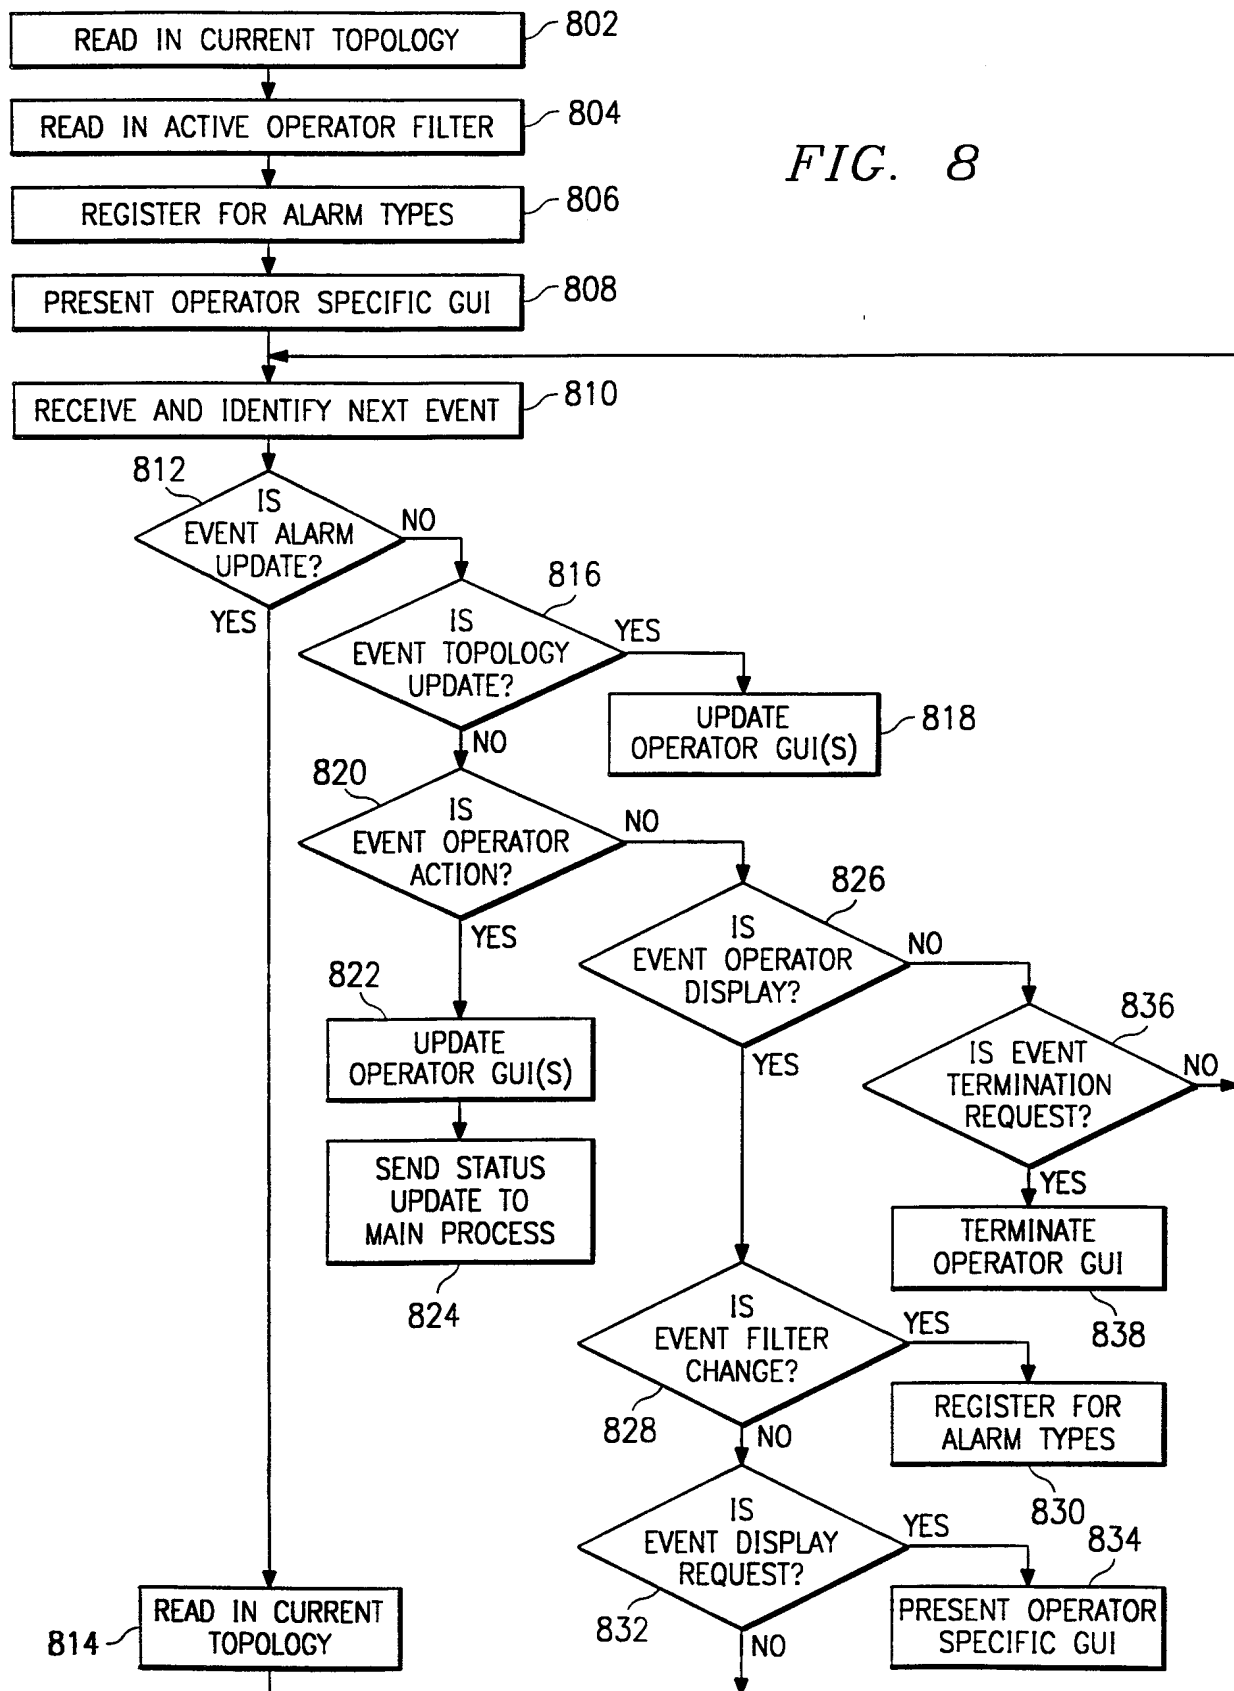 READ IN CURRENT TOPOLOGY
802
READ IN ACTIVE OPERATOR FILTER
804
FIG. 8
REGISTER FOR ALARM TYPES
806
PRESENT OPERATOR SPECIFIC GUI
808
RECEIVE AND IDENTIFY NEXT EVENT
810
812
IS
EVENT ALARM
UPDATE?
NO
YES
816
IS
EVENT TOPOLOGY
UPDATE?
YES
NO
UPDATE
OPERATOR GUI(S)
818
820
IS
EVENT OPERATOR
ACTION?
NO
YES
826
IS
EVENT OPERATOR
DISPLAY?
NO
YES
822
UPDATE
OPERATOR GUI(S)
836
IS EVENT
TERMINATION
REQUEST?
NO
YES
SEND STATUS
UPDATE TO
MAIN PROCESS
824
TERMINATE
OPERATOR GUI
838
IS
EVENT FILTER
CHANGE?
YES
828
NO
REGISTER FOR
ALARM TYPES
830
IS
EVENT DISPLAY
REQUEST?
YES
834
832
NO
PRESENT OPERATOR
SPECIFIC GUI
READ IN CURRENT
TOPOLOGY
814